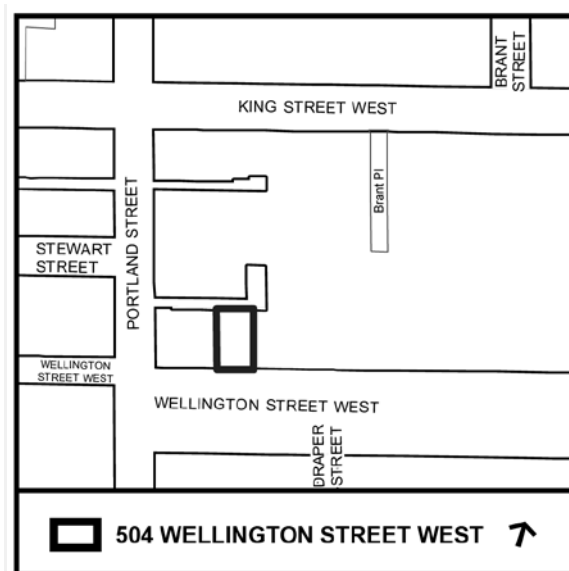 BRANT
STREET
KING STREET WEST
Brant Pl
PORTLAND STREET
STEWART
STREET
WELLINGTON
STREET WEST
WELLINGTON STREET WEST
DRAPER
STREET
504 WELLINGTON STREET WEST